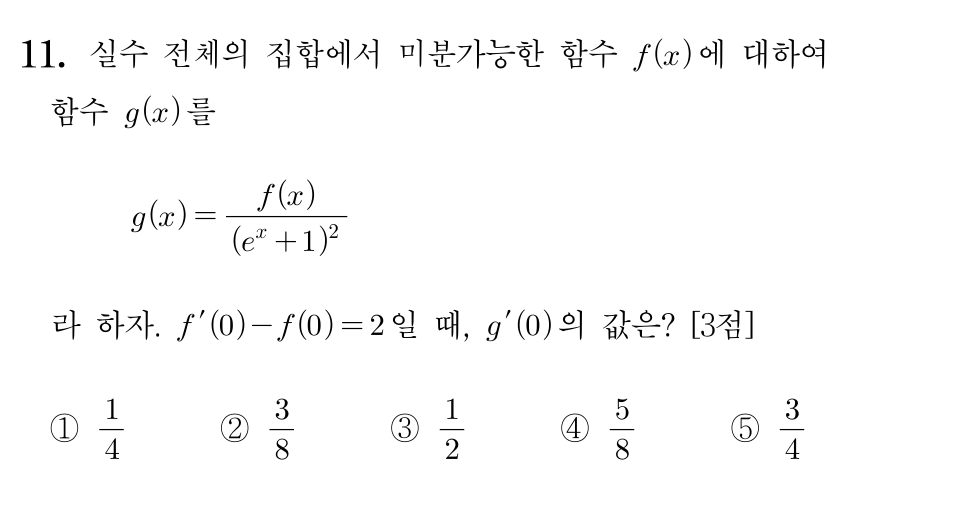 11. 실수 전체의 집합에서 미분가능한 함수 f(x)에 대하여
함수 g(x)를
g(x) = \frac{f(x)}{(e^x+1)^2}
라 하자. f′(0)−f(0)=2일 때, g′(0)의 값은? [3점]
① \frac{1}{4} ② \frac{3}{8} ③ \frac{1}{2} ④ \frac{5}{8} ⑤ \frac{3}{4}